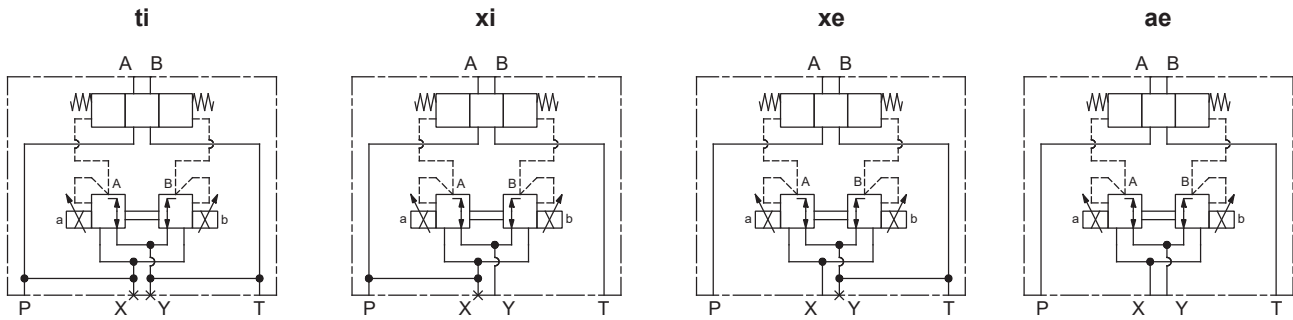 ti xi xe ae
A B A B A B A B
A B A B A B A B
a b a b a b a b
P X Y T P X Y T P X Y T P X Y T